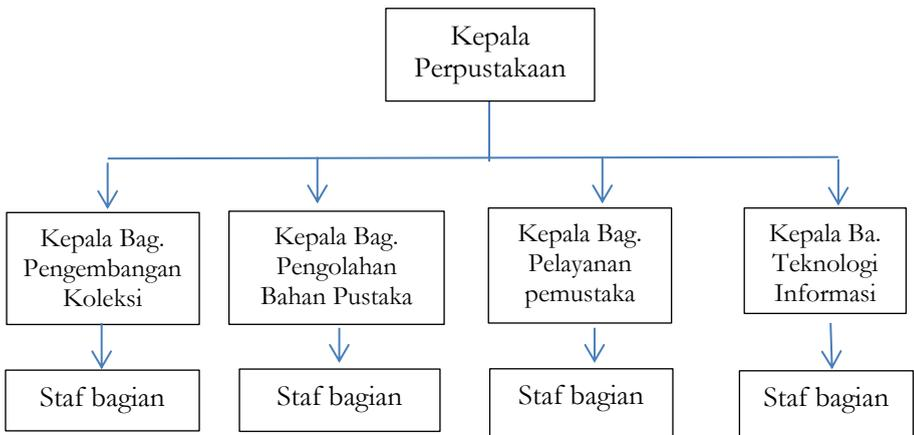 Kepala
Perpustakaan
Kepala Bag.
Pengembangan
Koleksi
Kepala Bag.
Pengolahan
Bahan Pustaka
Kepala Bag.
Pelayanan
pemustaka
Kepala Ba.
Teknologi
Informasi
Staf bagian
Staf bagian
Staf bagian
Staf bagian